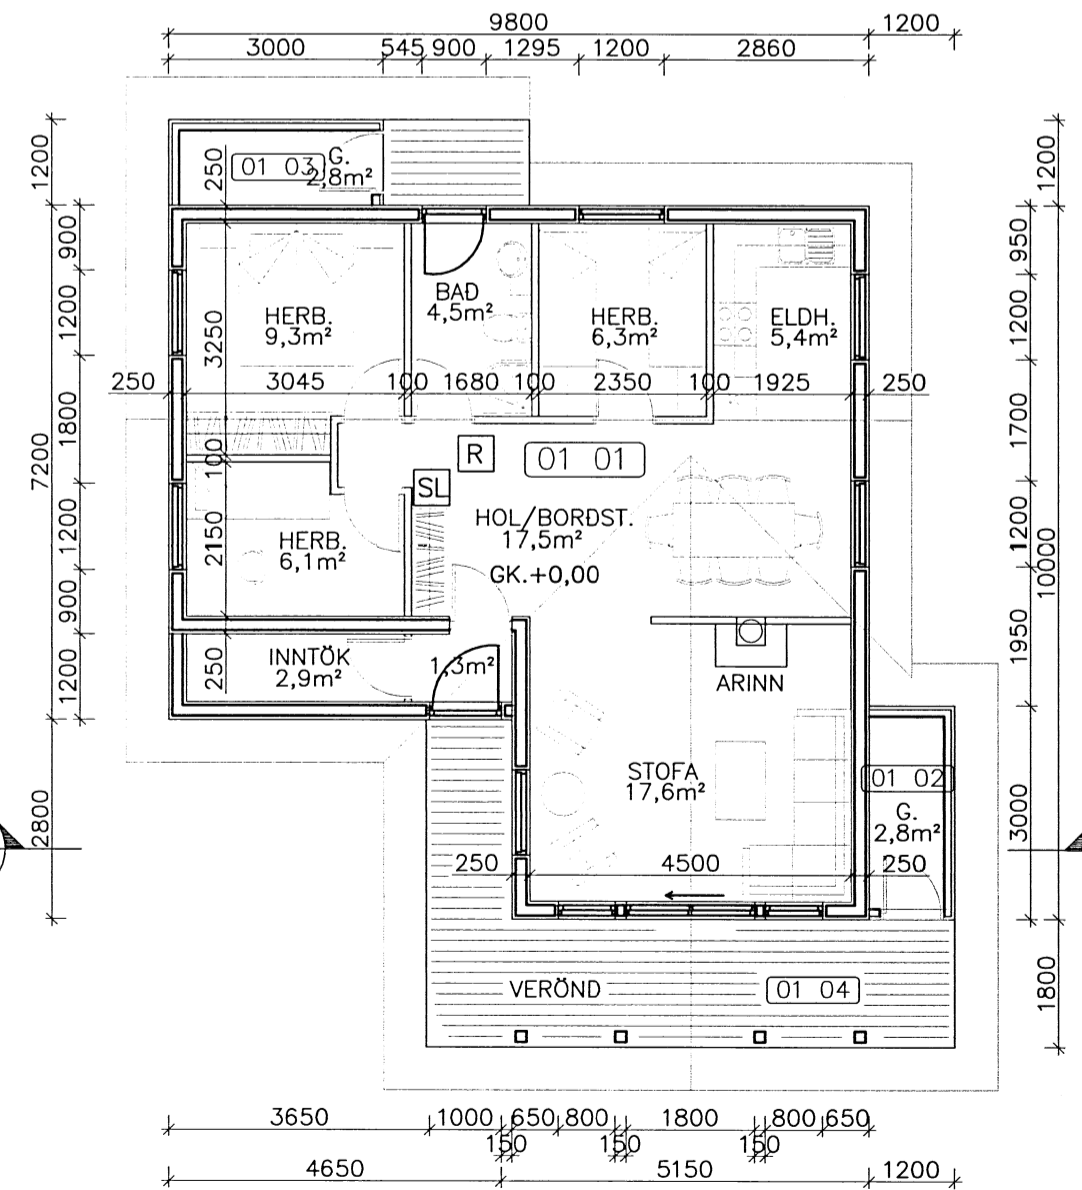 9800 1200
3000 545 900 1295 1200 2860
1200 900 1200 1800 1200 900 1200
7200 2800
01 03 G.
2,8m²
250
HERB.
9,3m²
BAÐ
4,5m²
HERB.
6,3m²
ELDH.
5,4m²
3250
250 3045 100 1680 100 2350 100 1925 250
100
R
01 01
SL
HOL/BORÐST.
17,5m²
GK.+0,00
2150
HERB.
6,1m²
INNTÖK
2,9m²
250
1,3m²
ARINN
STOFA
17,6m²
01 02
G.
2,8m²
250 4500 250
VERÖND
01 04
1200 950 1200 1700 1200 1950 3000
10000 1800
3650 1000 650 800 1800 800 650
150 150 150
4650 5150 1200